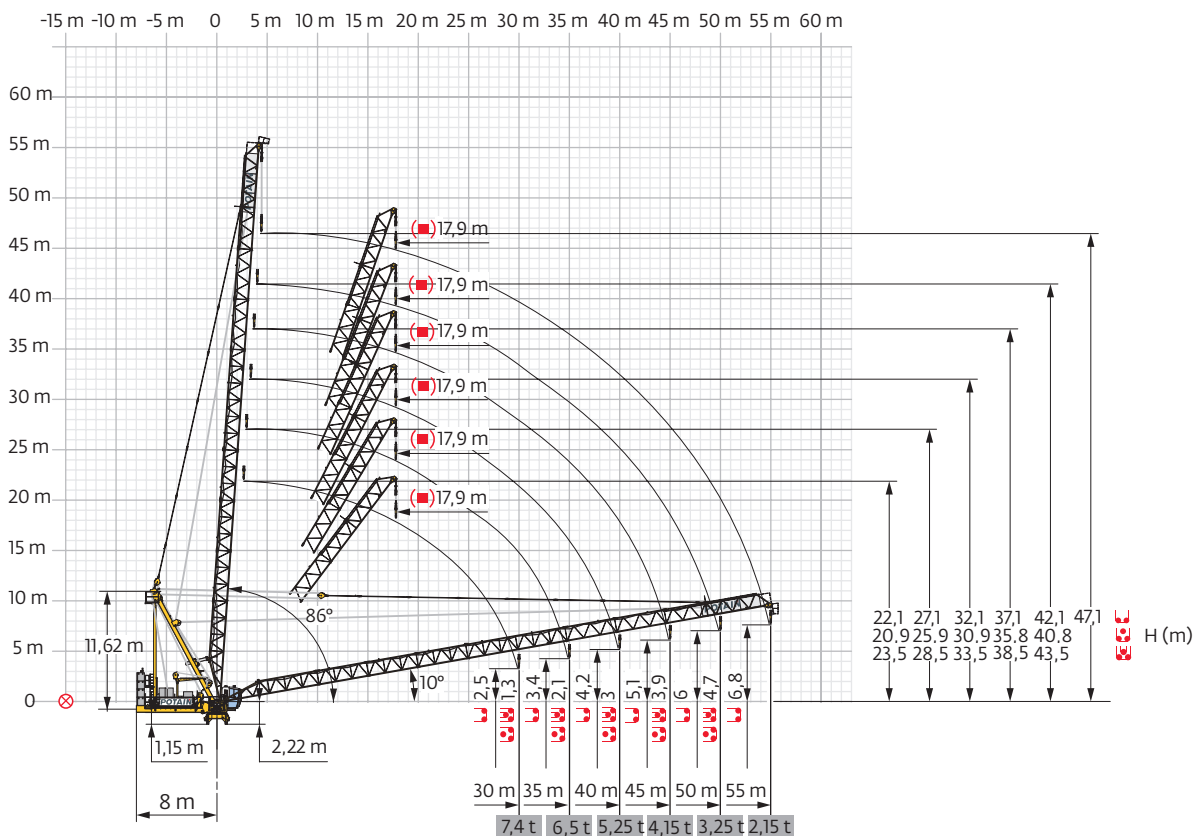 -15 m -10 m -5 m 0 5 m 10 m 15 m 20 m 25 m 30 m 35 m 40 m 45 m 50 m 55 m 60 m
60 m
55 m
50 m
45 m
40 m
35 m
30 m
25 m
20 m
15 m
10 m
5 m
0
POTAIN
17,9 m
17,9 m
17,9 m
17,9 m
17,9 m
17,9 m
86°
10°
11,62 m
POTAIN
POTAIN
22,1 27,1 32,1 37,1 42,1 47,1
20,9 25,9 30,9 35,8 40,8
23,5 28,5 33,5 38,5 43,5
H (m)
2,5 1,3 3,4 2,1 4,2 3 5,1 3,9 6 4,7 6,8
1,15 m
2,22 m
8 m
30 m 35 m 40 m 45 m 50 m 55 m
7,4 t 6,5 t 5,25 t 4,15 t 3,25 t 2,15 t